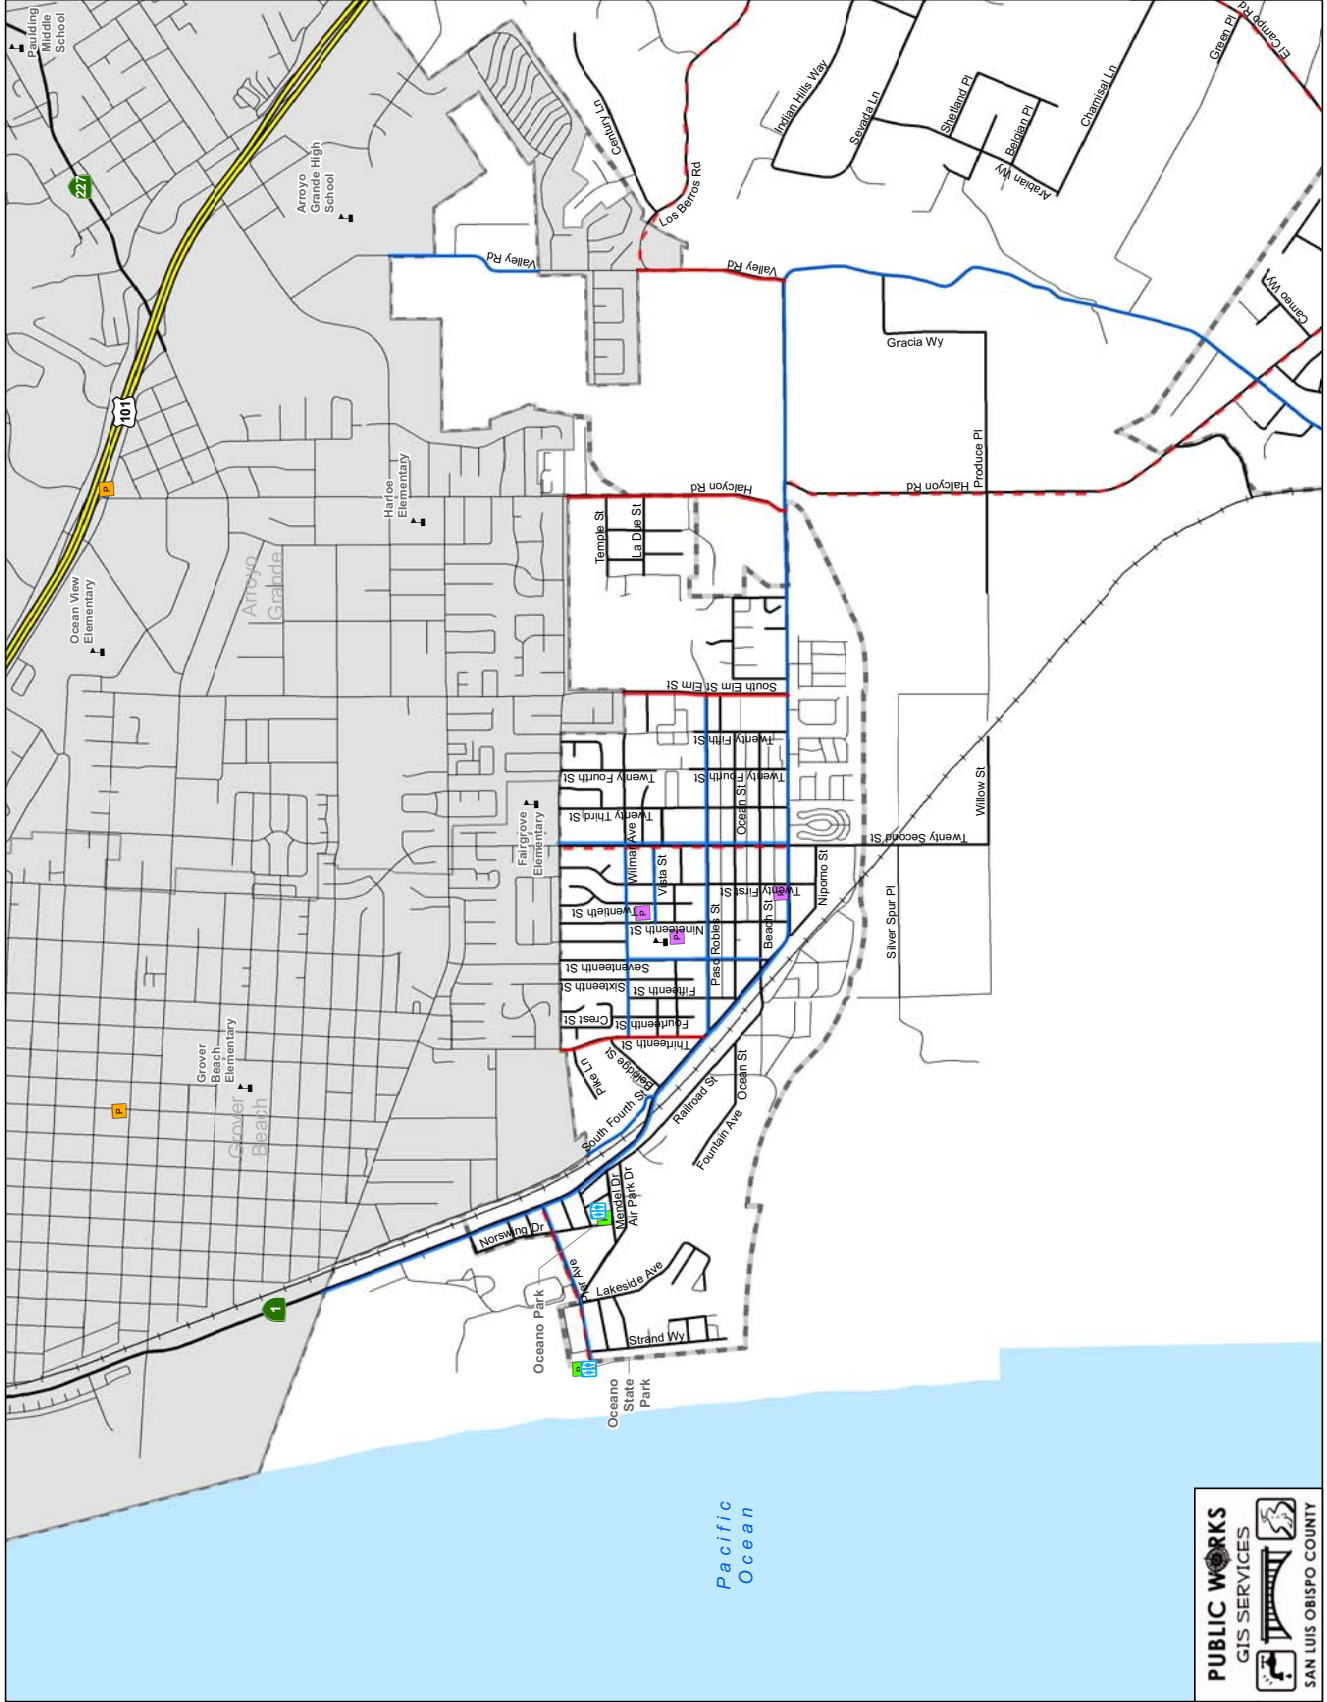 Paulding
Middle
School
227
Arroyo
Grande High
School
101
P
Ocean View
Elementary
Arroyo
Grande
Harloe
Elementary
Fairgrove
Elementary
Grover
Beach
Elementary
P
Grover
Beach
1
Century Ln
Los Berros Rd
Indian Hills Way
Sevada Ln
Shetland Pl
Belgian Pl
Arabian Wy
Chamisal Ln
Green Pl
El Campo Rd
Valley Rd
Valley Rd
Gracia Wy
Cameo Wy
Produce Pl
Halcyon Rd
Halcyon Rd
Temple St
La Due St
South Elm St
Elm St
Twenty Fifth St
Twenty Fourth St
Twenty Fourth St
Twenty Third St
Wilmar Ave
Ocean St
Twenty Second St
Willow St
Vista St
Twenty First St
Nipomo St
Twentieth St
P
P
P
Nineteenth St
Paso Robles St
Beach St
Silver Spur Pl
Seventeenth St
Sixteenth St
Fifteenth St
Crest St
Fourteenth St
Thirteenth St
Pike Ln
Belridge St
South Fourth St
Railroad St
Ocean St
Fountain Ave
Mendel Dr
Air Park Dr
Norswing Dr
Pier Ave
Lakeside Ave
Strand Wy
Oceano Park
Oceano
State
Park
P
Pacific
Ocean
PUBLIC WORKS
GIS SERVICES
SAN LUIS OBISPO COUNTY